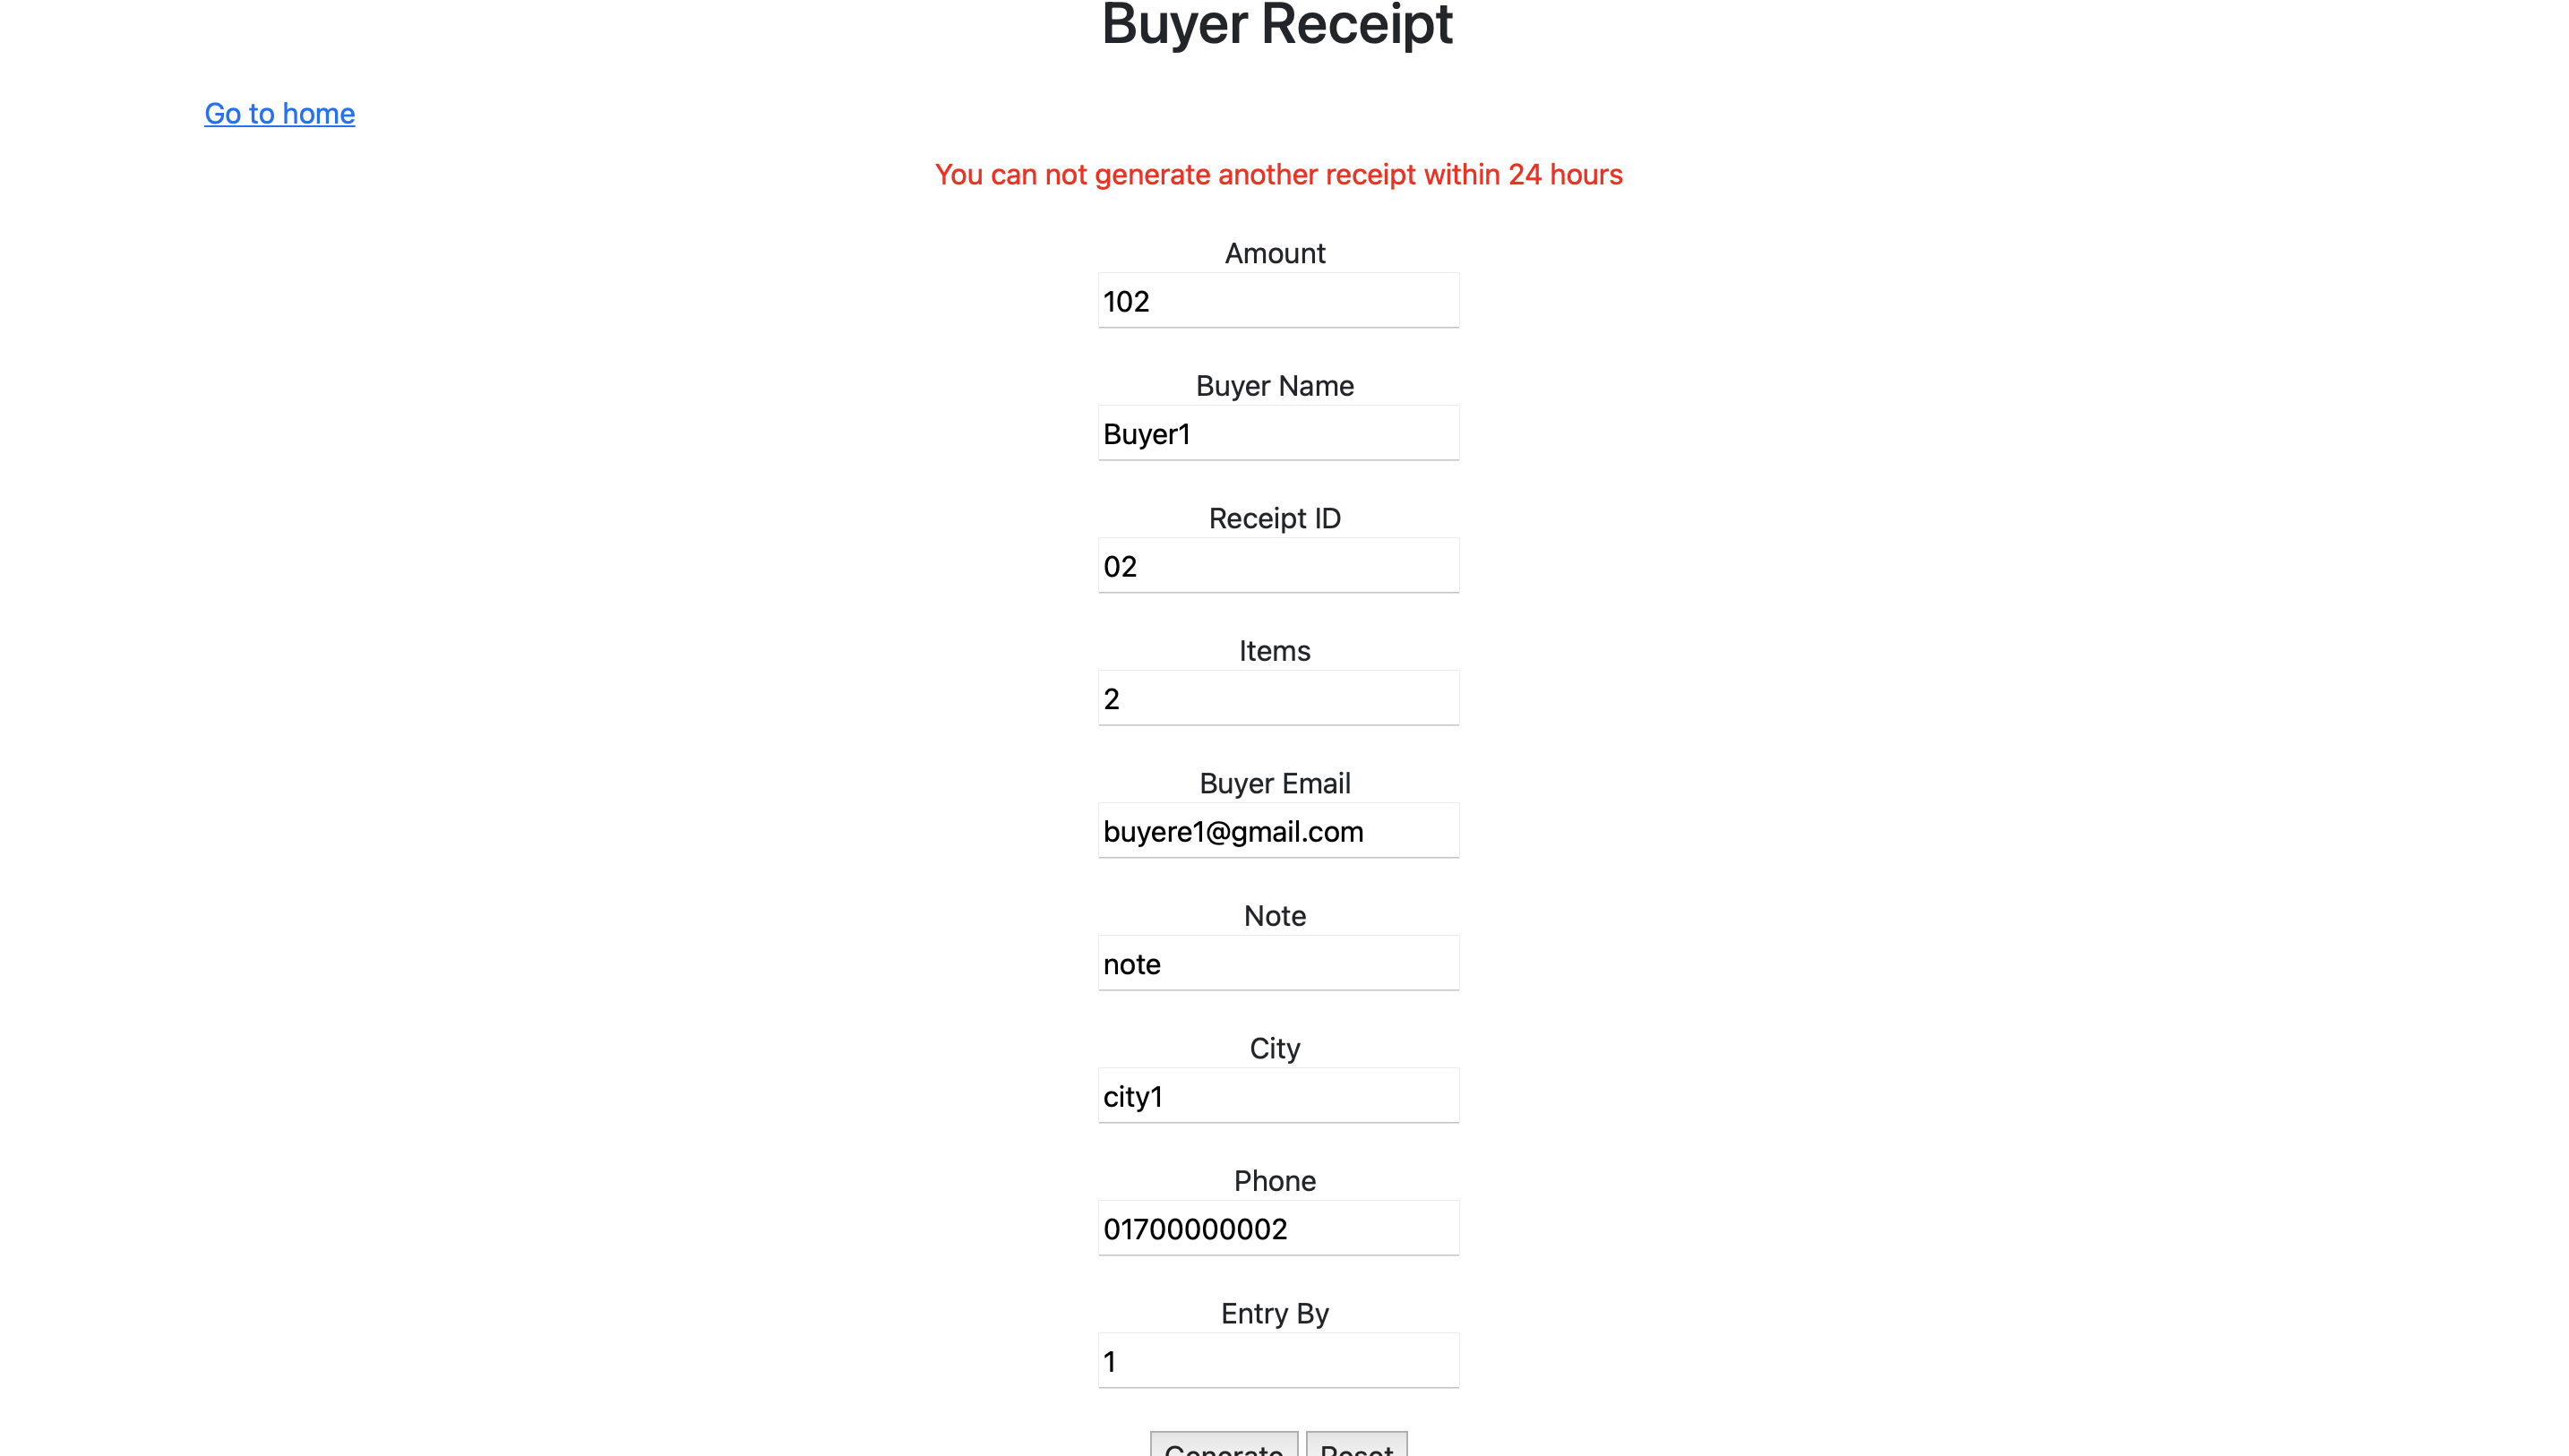 Buyer Receipt
Go to home
You can not generate another receipt within 24 hours
Amount
102
Buyer Name
Buyer1
Receipt ID
02
Items
2
Buyer Email
buyere1@gmail.com
Note
note
City
city1
Phone
01700000002
Entry By
1
Generate Reset